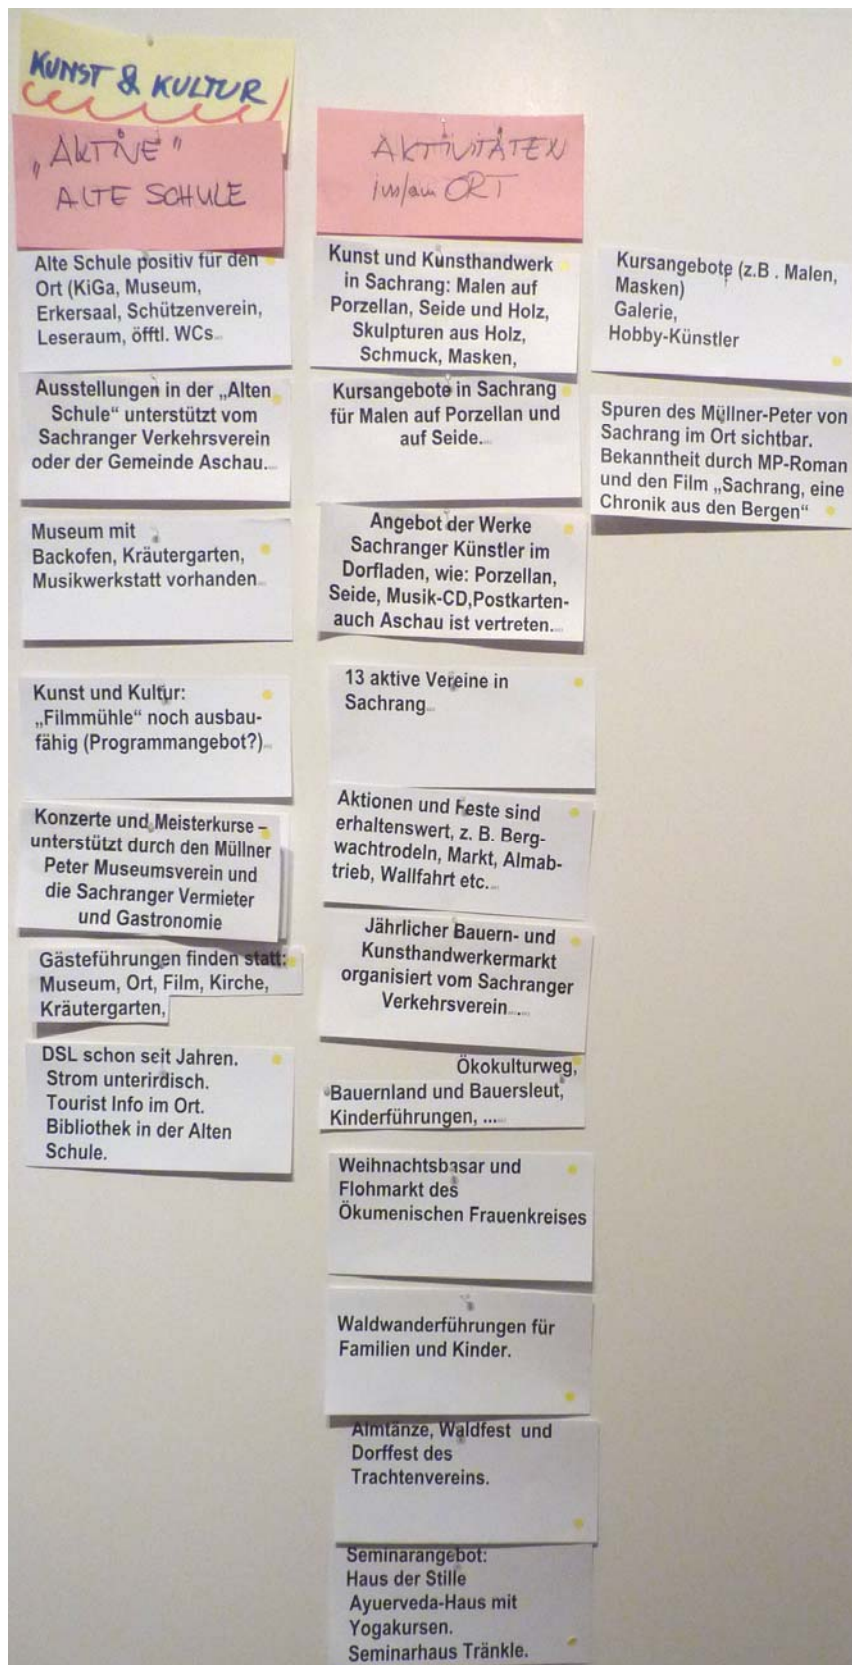 KUNST & KULTUR
„AKTIVE"
ALTE SCHULE
Alte Schule positiv für den
Ort (KiGa, Museum,
Erkersaal, Schützenverein,
Leseraum, öfftl. WCs
Ausstellungen in der „Alten
Schule“ unterstützt vom
Sachranger Verkehrsverein
oder der Gemeinde Aschau.
Museum mit
Backofen, Kräutergarten,
Musikwerkstatt vorhanden
Kunst und Kultur:
„Filmmühle“ noch ausbau-
fähig (Programmangebot?)
Konzerte und Meisterkurse –
unterstützt durch den Müllner
Peter Museumsverein und
die Sachranger Vermieter
und Gastronomie
Gästeführungen finden statt:
Museum, Ort, Film, Kirche,
Kräutergarten,
DSL schon seit Jahren.
Strom unterirdisch.
Tourist Info im Ort.
Bibliothek in der Alten
Schule.
AKTIVITÄTEN
im/am ORT
Kunst und Kunsthandwerk
in Sachrang: Malen auf
Porzellan, Seide und Holz,
Skulpturen aus Holz,
Schmuck, Masken,
Kursangebote in Sachrang
für Malen auf Porzellan und
auf Seide.
Angebot der Werke
Sachranger Künstler im
Dorfladen, wie: Porzellan,
Seide, Musik-CD,Postkarten-
auch Aschau ist vertreten.
13 aktive Vereine in
Sachrang
Aktionen und Feste sind
erhaltenswert, z. B. Berg-
wachtrodeln, Markt, Almab-
trieb, Wallfahrt etc.
Jährlicher Bauern- und
Kunsthandwerkermarkt
organisiert vom Sachranger
Verkehrsverein
Ökokulturweg,
Bauernland und Bauersleut,
Kinderführungen, ...
Weihnachtsbasar und
Flohmarkt des
Ökumenischen Frauenkreises
Waldwanderführungen für
Familien und Kinder.
Almtänze, Waldfest und
Dorffest des
Trachtenvereins.
Seminarangebot:
Haus der Stille
Ayuerveda-Haus mit
Yogakursen.
Seminarhaus Tränkle.
Kursangebote (z.B . Malen,
Masken)
Galerie,
Hobby-Künstler
Spuren des Müllner-Peter von
Sachrang im Ort sichtbar.
Bekanntheit durch MP-Roman
und den Film „Sachrang, eine
Chronik aus den Bergen“